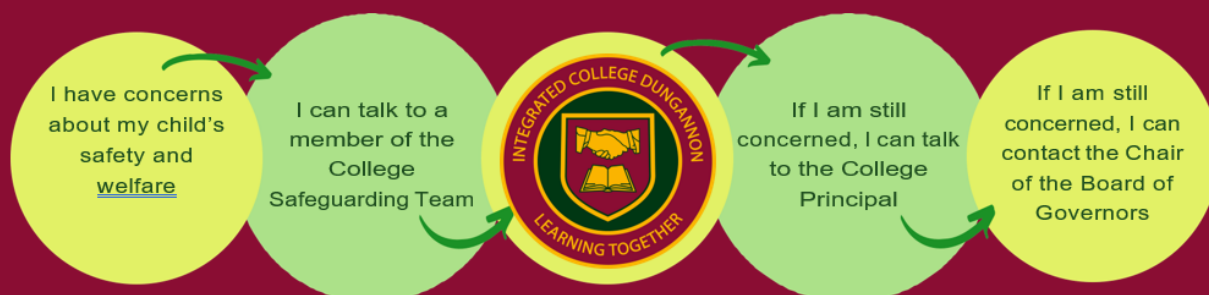 I have concerns
about my child's
safety and
welfare
I can talk to a
member of the
College
Safeguarding Team
INTEGRATED COLLEGE DUNGANNON
LEARNING TOGETHER
If I am still
concerned, I can talk
to the College
Principal
If I am still
concerned, I can
contact the Chair
of the Board of
Governors